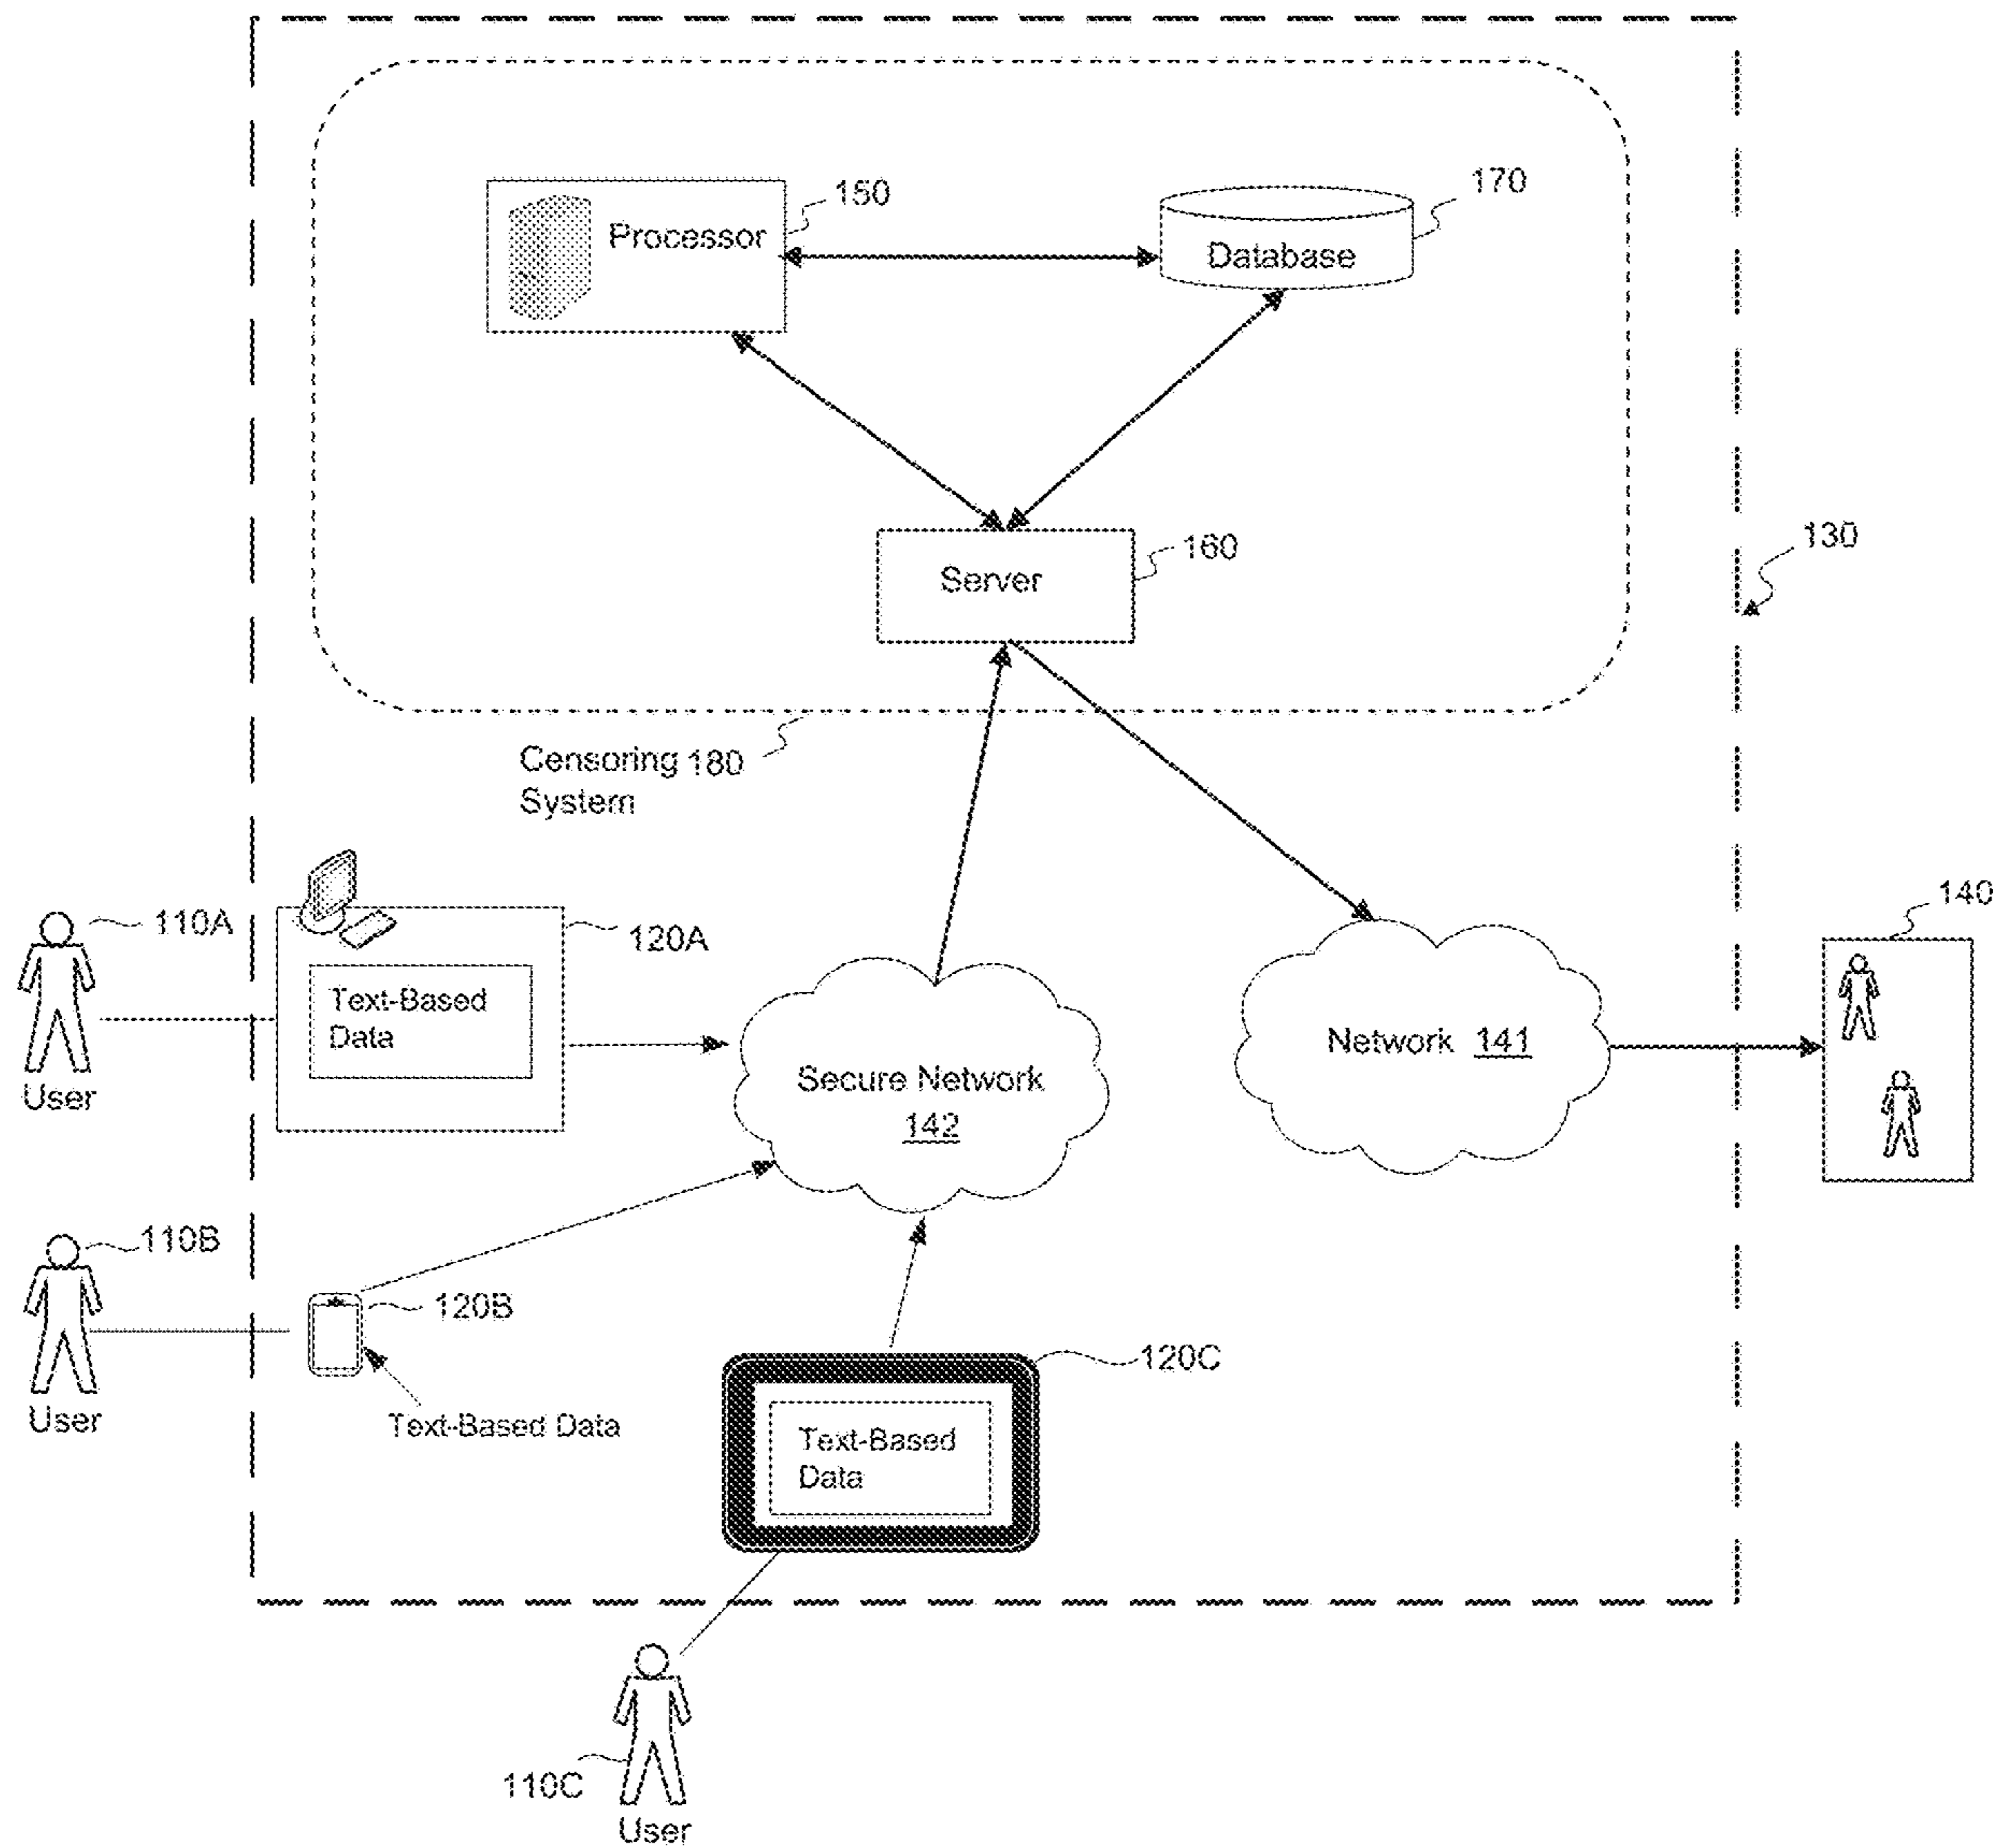 150
170
Processor
Database
160
130
Server
Censoring 180
System
140
110A
120A
Text-Based
Data
Network 141
Secure Network
142
User
110B
120B
120C
User
Text-Based Data
Text-Based
Data
110C
User